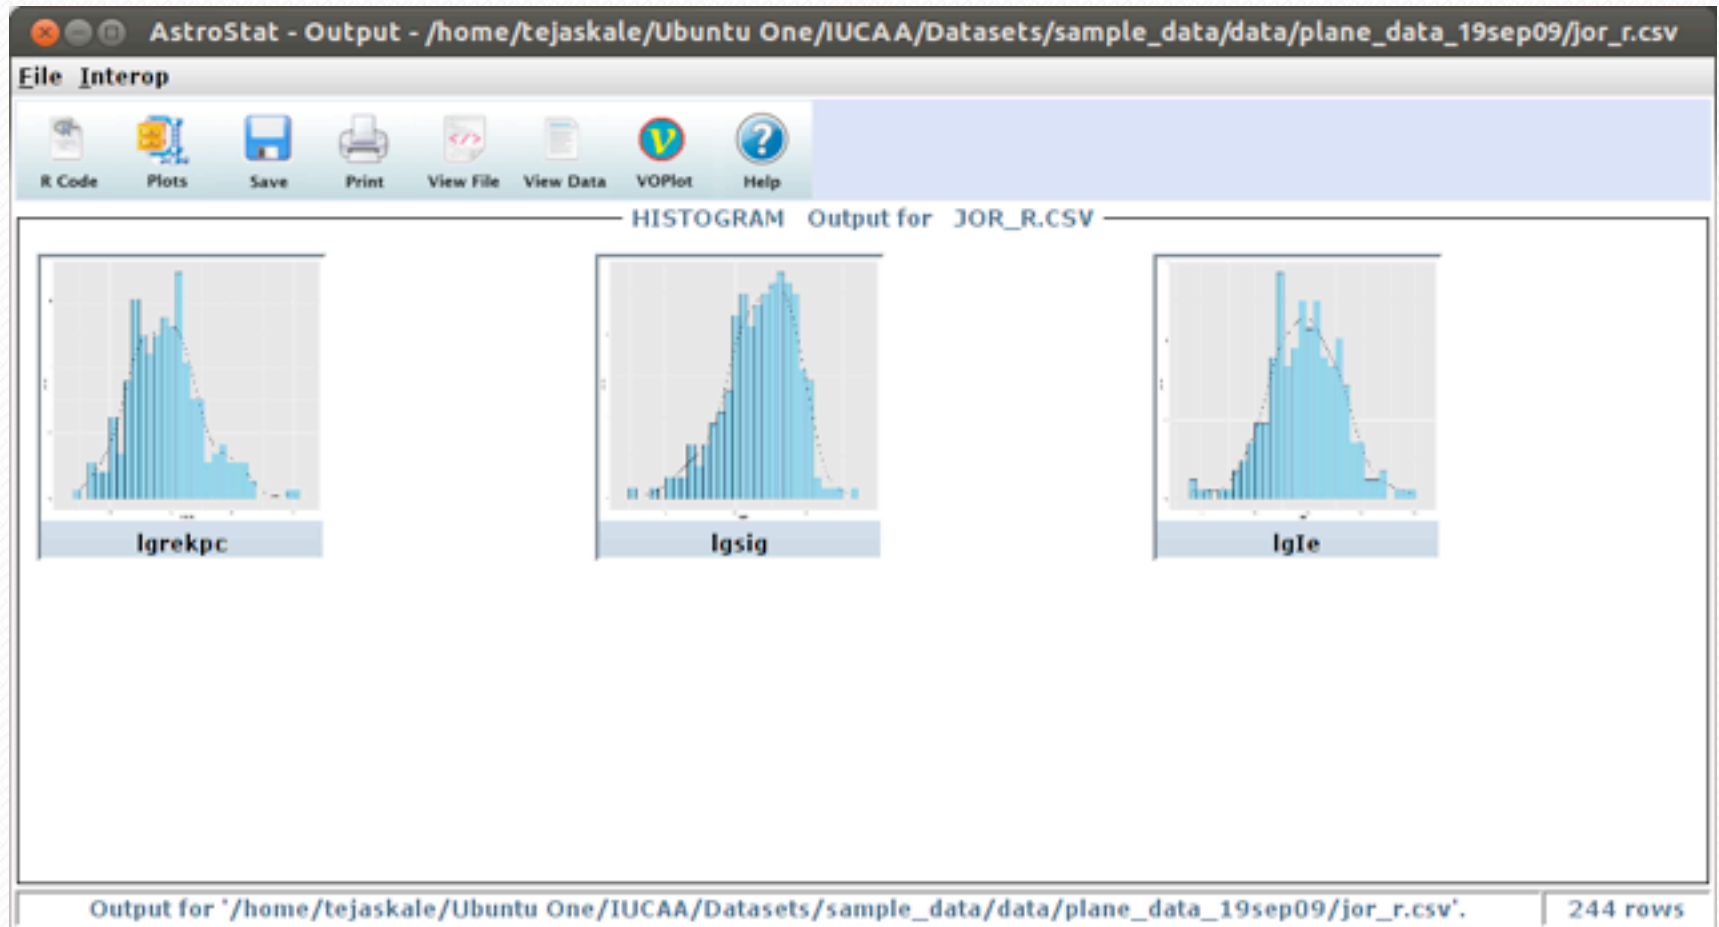 AstroStat - Output - /home/tejaskale/Ubuntu One/IUCAA/Datasets/sample_data/data/plane_data_19sep09/jor_r.csv
File Interop
R Code Plots Save Print View File View Data VOPlot Help
HISTOGRAM Output for JOR_R.CSV
lgrekpc lgsig lgIe
Output for '/home/tejaskale/Ubuntu One/IUCAA/Datasets/sample_data/data/plane_data_19sep09/jor_r.csv'. 244 rows